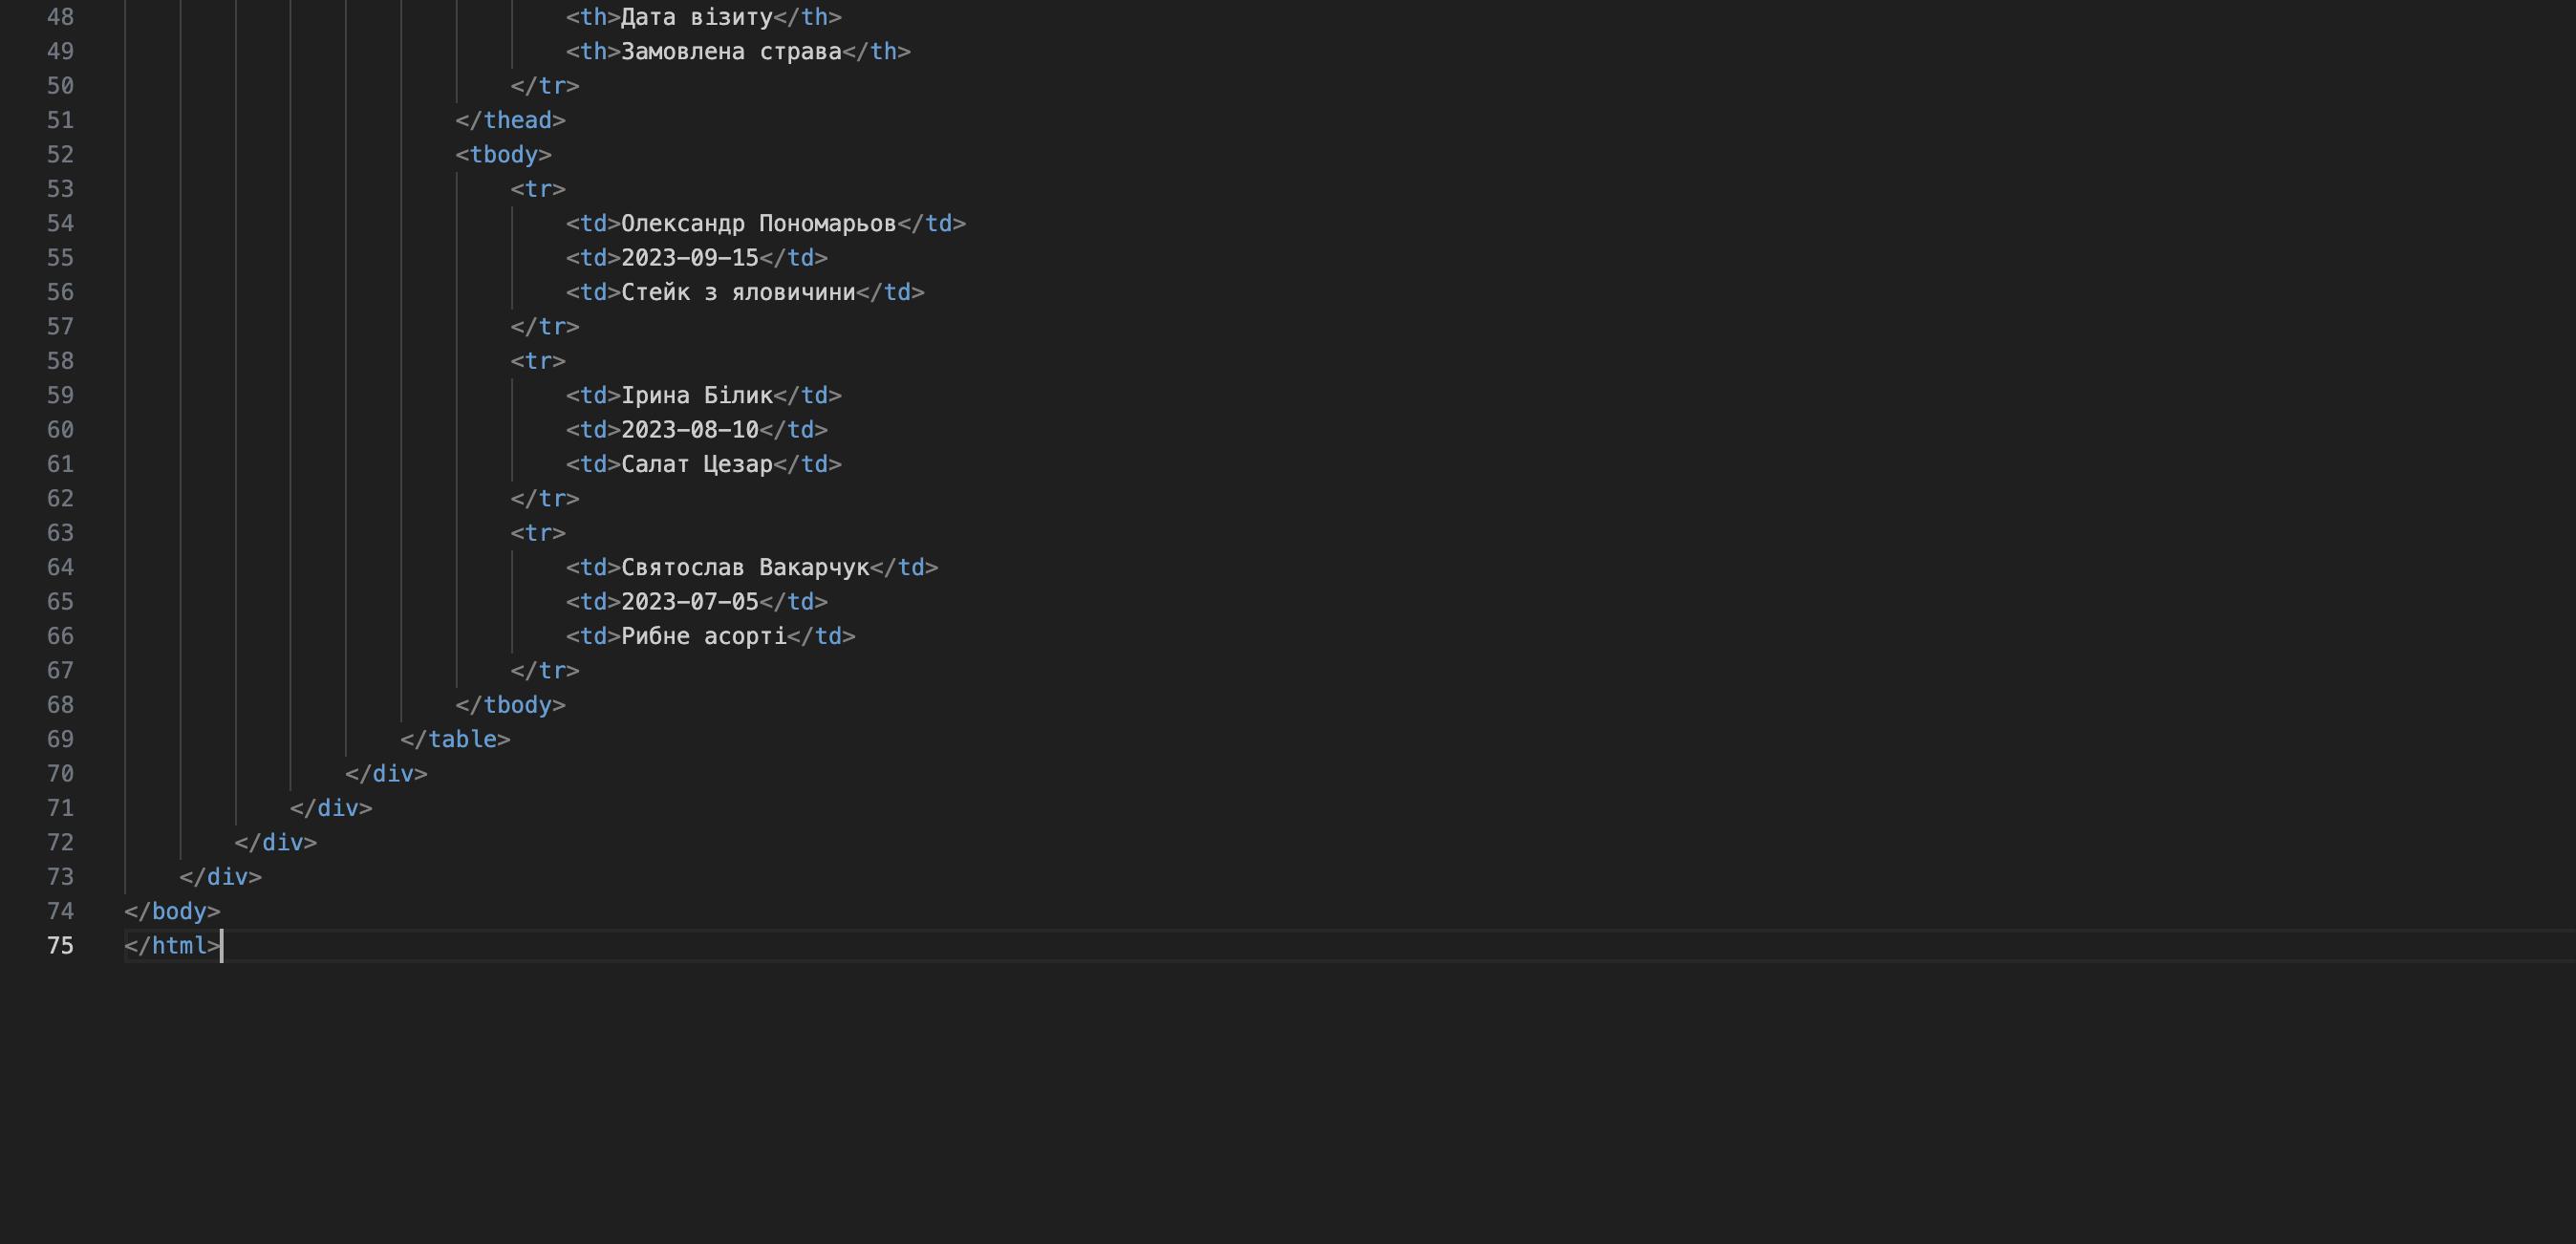 48 <th>Дата візиту</th>
49 <th>Замовлена страва</th>
50 </tr>
51 </thead>
52 <tbody>
53 <tr>
54 <td>Олександр Пономарьов</td>
55 <td>2023-09-15</td>
56 <td>Стейк з яловичини</td>
57 </tr>
58 <tr>
59 <td>Ірина Білик</td>
60 <td>2023-08-10</td>
61 <td>Салат Цезар</td>
62 </tr>
63 <tr>
64 <td>Святослав Вакарчук</td>
65 <td>2023-07-05</td>
66 <td>Рибне асорті</td>
67 </tr>
68 </tbody>
69 </table>
70 </div>
71 </div>
72 </div>
73 </div>
74 </body>
75 </html>